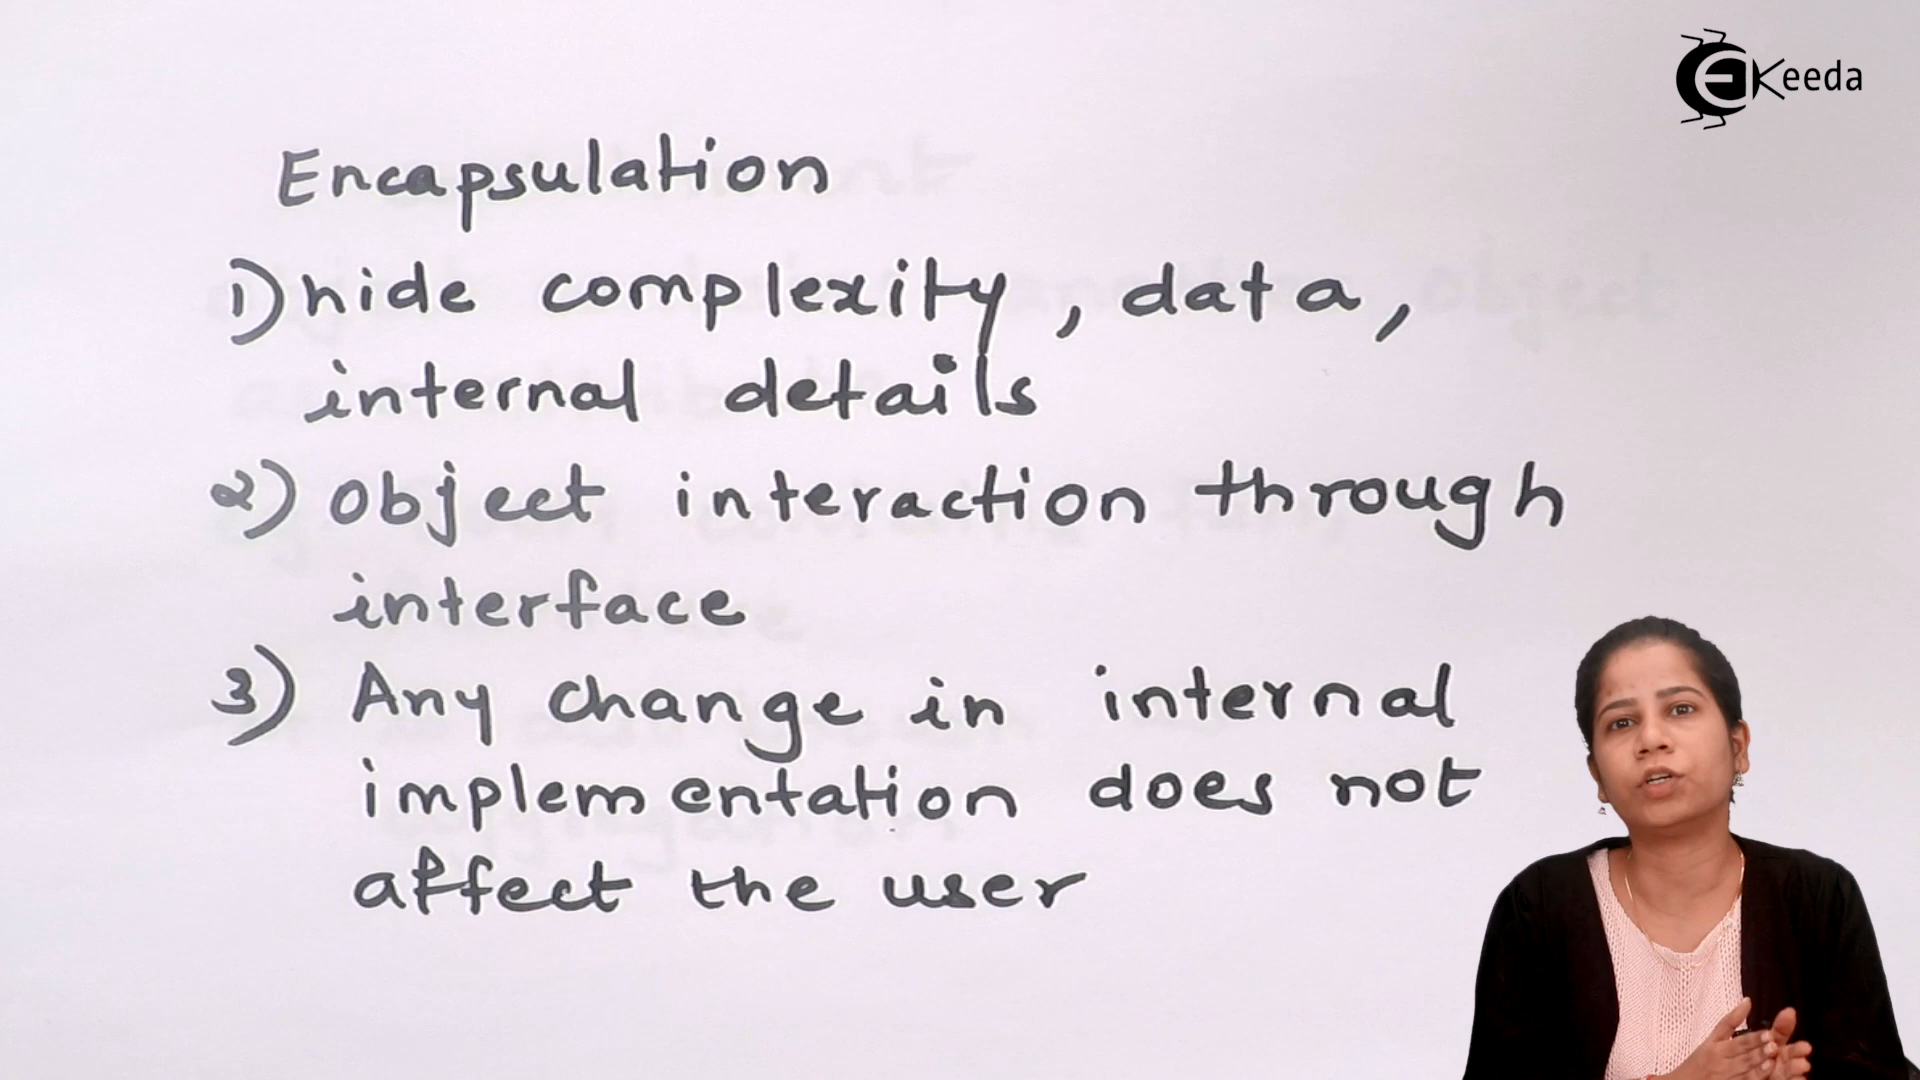 EKeeda
Encapsulation
1) hide complexity, data,
internal details
2) Object interaction through
interface
3) Any change in internal
implementation does not
affect the user